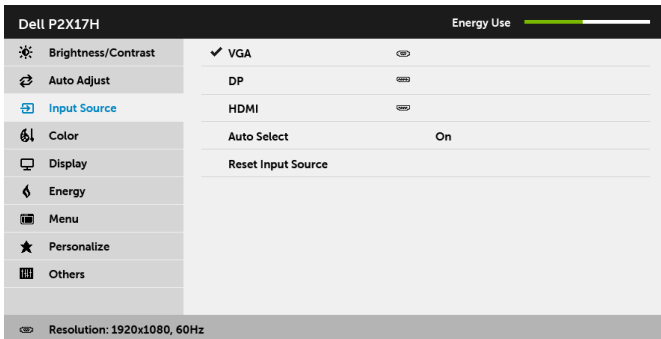 Dell P2X17H
Energy Use
Brightness/Contrast
Auto Adjust
Input Source
Color
Display
Energy
Menu
Personalize
Others
VGA
DP
HDMI
Auto Select On
Reset Input Source
Resolution: 1920x1080, 60Hz